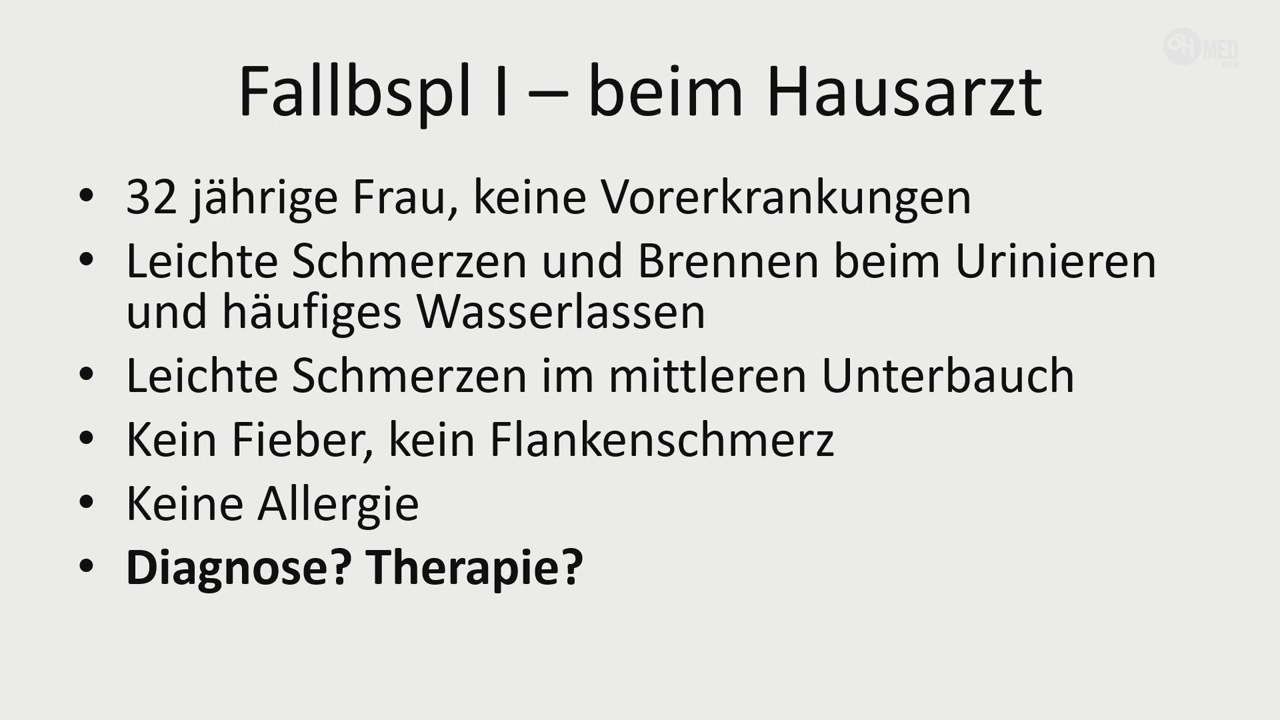 Fallbspl I – beim Hausarzt
• 32 jährige Frau, keine Vorerkrankungen
• Leichte Schmerzen und Brennen beim Urinieren
und häufiges Wasserlassen
• Leichte Schmerzen im mittleren Unterbauch
• Kein Fieber, kein Flankenschmerz
• Keine Allergie
• Diagnose? Therapie?
MED